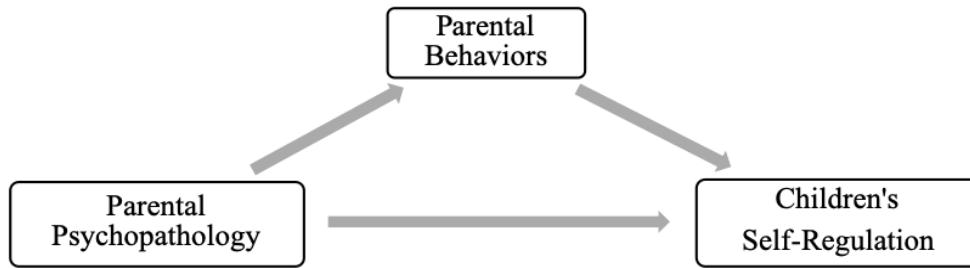 Parental
Behaviors
Parental
Psychopathology
Children's
Self-Regulation